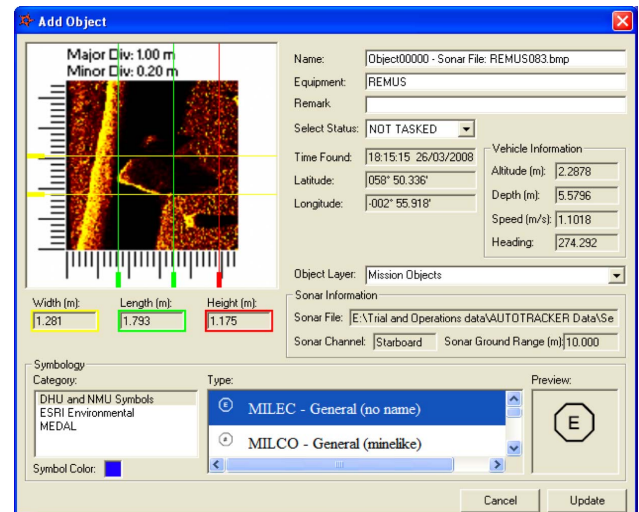 Add Object
Major Div: 1.00 m
Minor Div: 0.20 m
Name: Object00000 - Sonar File: REMUS083.bmp
Equipment: REMUS
Remark
Select Status: NOT TASKED
Time Found: 18:15:15 26/03/2008
Latitude: 058° 50.336'
Longitude: -002° 55.918'
Vehicle Information
Altitude (m): 2.2878
Depth (m): 5.5796
Speed (m/s): 1.1018
Heading: 274.292
Object Layer: Mission Objects
Width (m): Length (m): Height (m):
1.281 1.793 1.175
Sonar Information
Sonar File: E:\Trial and Operations data\AUTOTRACKER Data\Se
Sonar Channel: Starboard Sonar Ground Range (m): 10.000
Symbology
Category:
DHU and NMU Symbols
ESRI Environmental
MEDAL
Symbol Color:
Type:
E MILEC - General (no name)
MILCO - General (minelike)
Preview:
E
Cancel Update